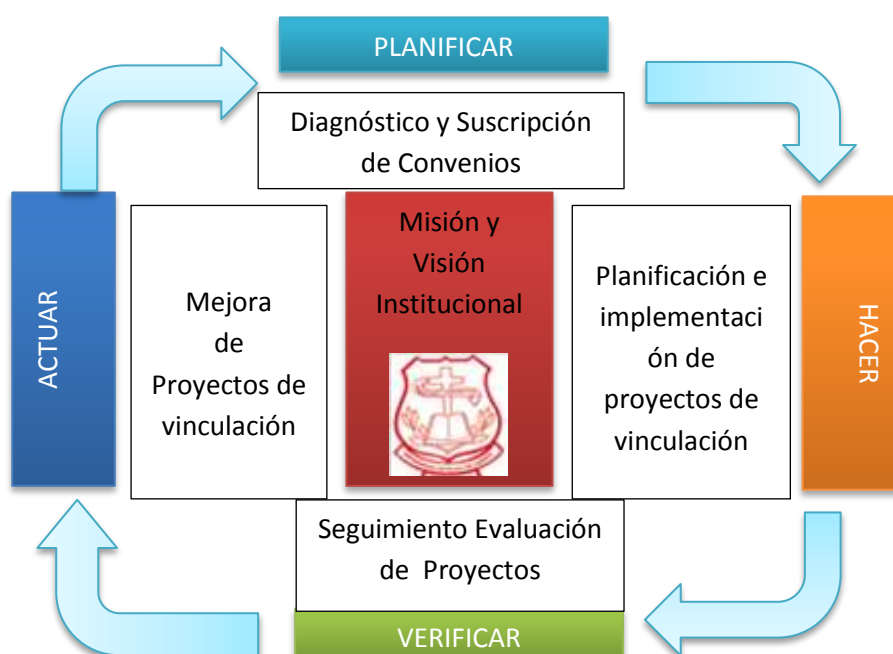 PLANIFICAR
Diagnóstico y Suscripción
de Convenios
ACTUAR
Mejora
de
Proyectos de
vinculación
Misión y
Visión
Institucional
Planificación e
implementaci
ón de
proyectos de
vinculación
HACER
Seguimiento Evaluación
de Proyectos
VERIFICAR